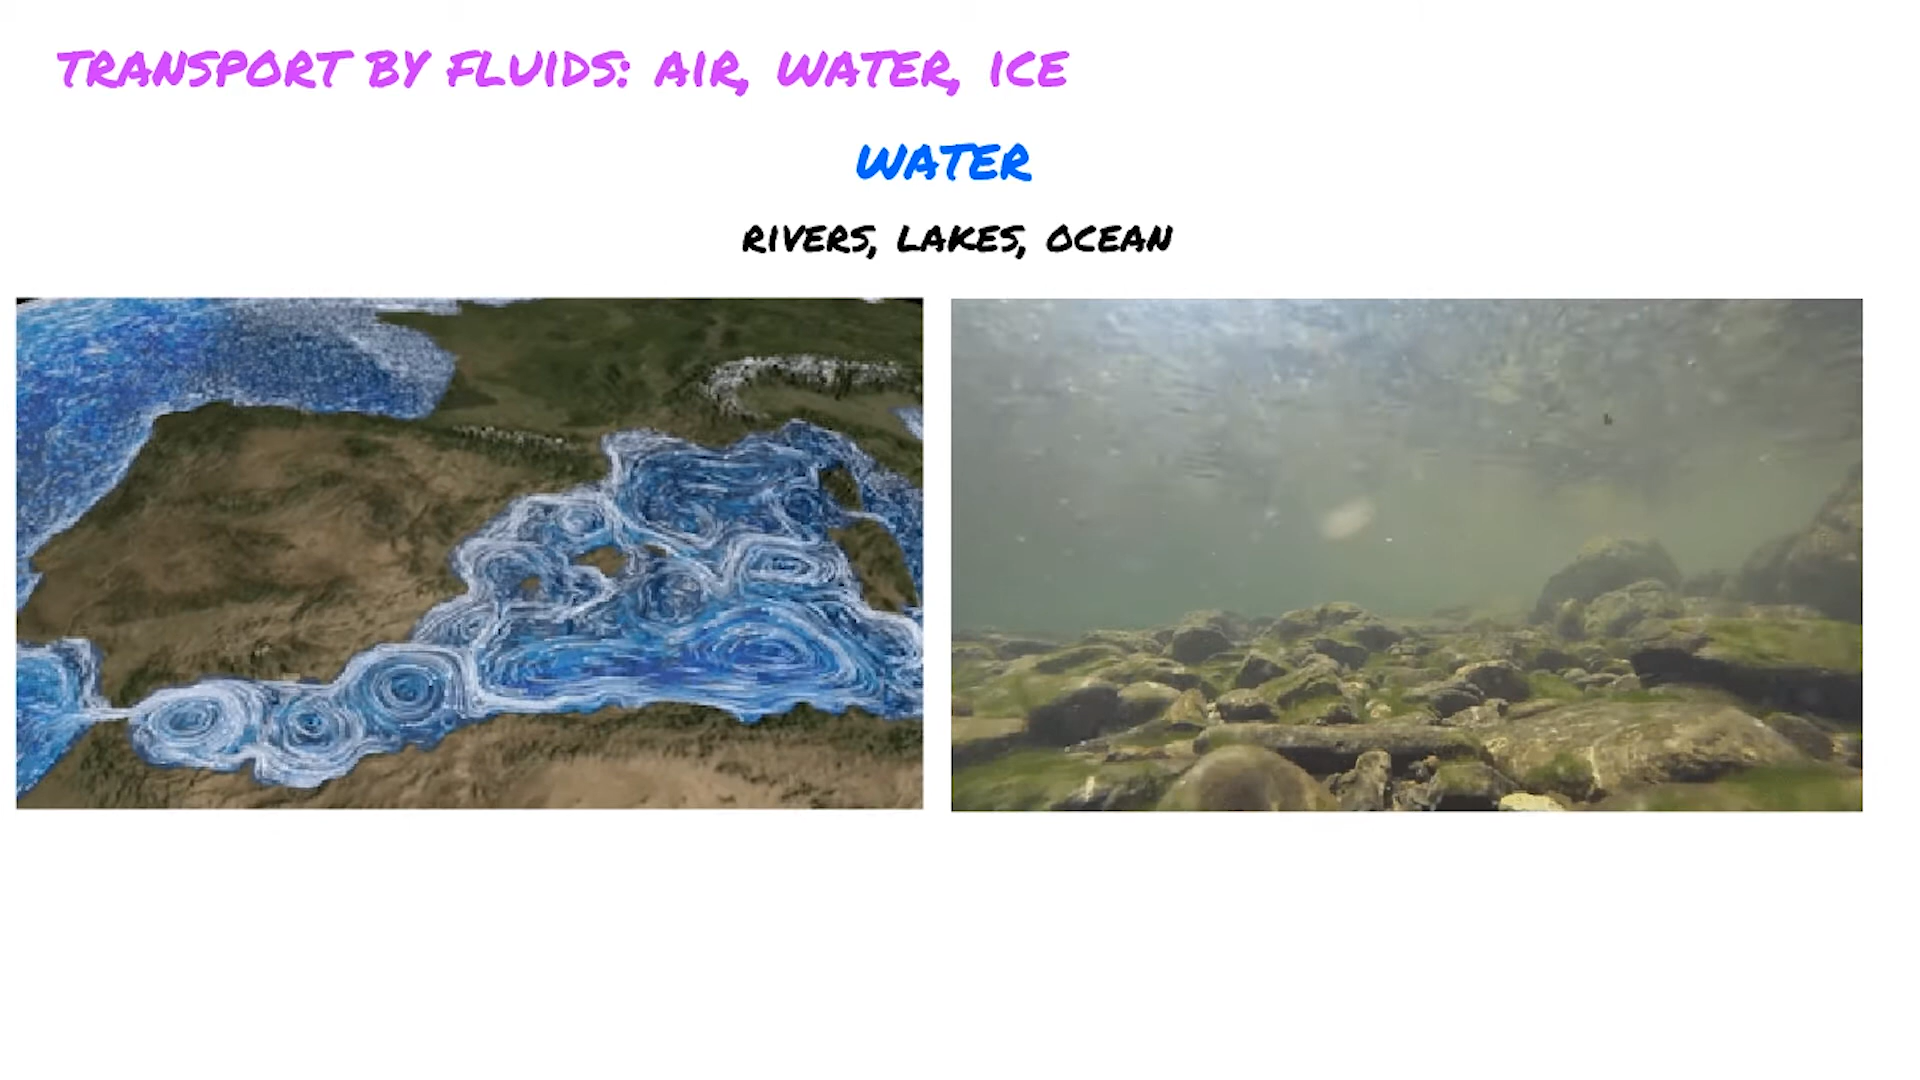 TRANSPORT BY FLUIDS: AIR, WATER, ICE
WATER
RIVERS, LAKES, OCEAN